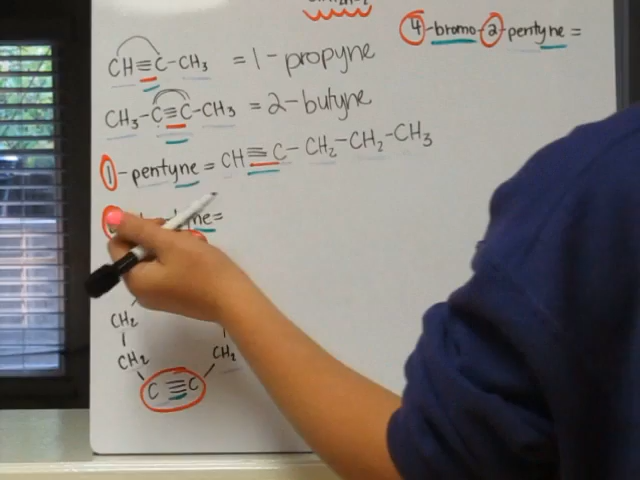 4-bromo-2-pentyne =
CH≡C-CH₃ = 1-propyne
CH₃-C≡C-CH₃ = 2-butyne
1-pentyne = CH≡C-CH₂-CH₂-CH₃
ne=
CH₂
CH₂ CH₂
C≡C